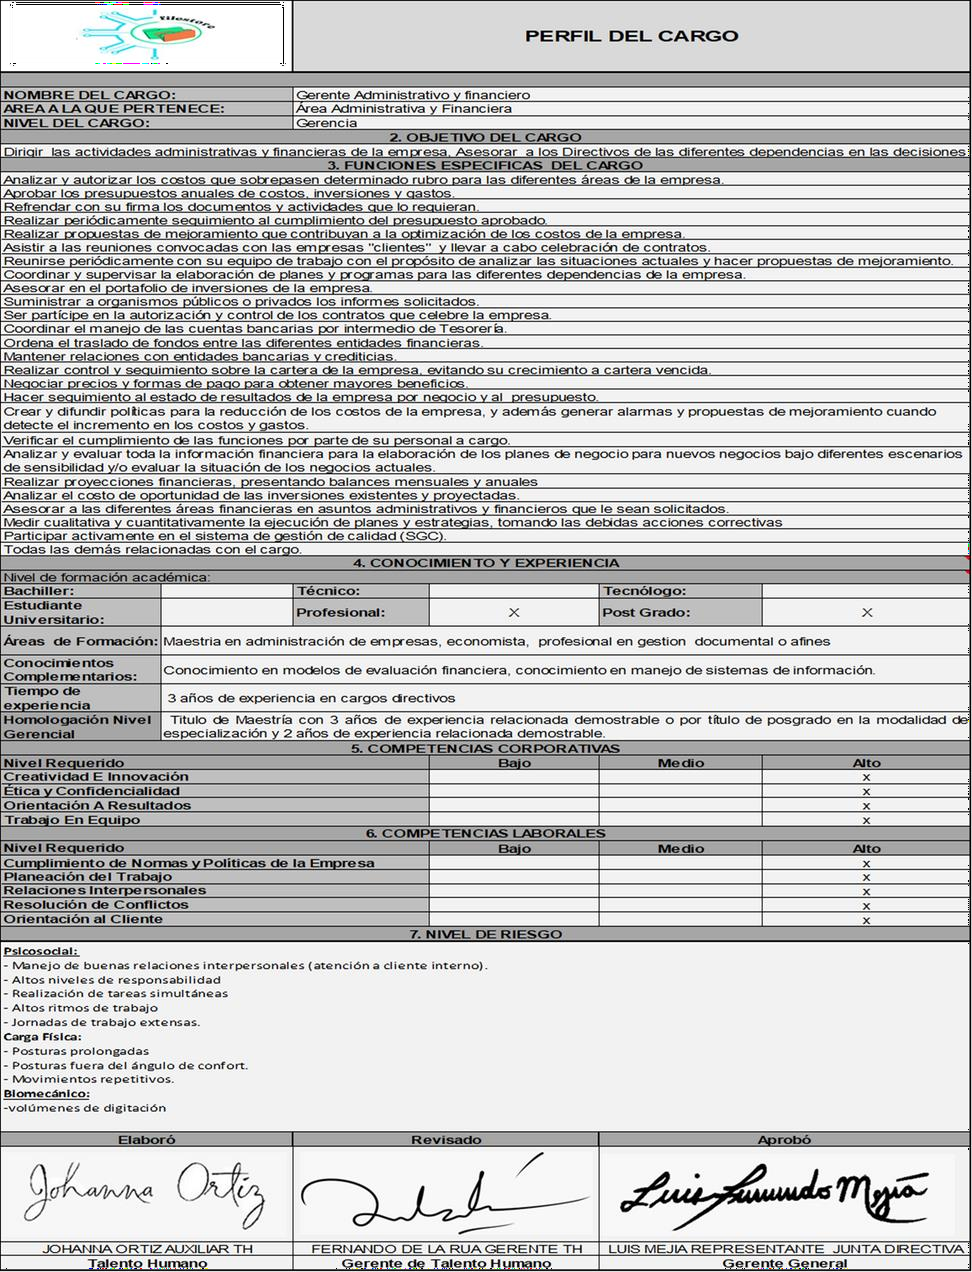 filestore
PERFIL DEL CARGO
NOMBRE DEL CARGO: Gerente Administrativo y financiero
AREA A LA QUE PERTENECE: Área Administrativa y Financiera
NIVEL DEL CARGO: Gerencia
2. OBJETIVO DEL CARGO
Dirigir las actividades administrativas y financieras de la empresa, Asesorar a los Directivos de las diferentes dependencias en las decisiones
3. FUNCIONES ESPECIFICAS DEL CARGO
Analizar y autorizar los costos que sobrepasen determinado rubro para las diferentes áreas de la empresa.
Aprobar los presupuestos anuales de costos, inversiones y gastos.
Refrendar con su firma los documentos y actividades que lo requieran.
Realizar periódicamente seguimiento al cumplimiento del presupuesto aprobado.
Realizar propuestas de mejoramiento que contribuyan a la optimización de los costos de la empresa.
Asistir a las reuniones convocadas con las empresas "clientes" y llevar a cabo celebración de contratos.
Reunirse periódicamente con su equipo de trabajo con el propósito de analizar las situaciones actuales y hacer propuestas de mejoramiento.
Coordinar y supervisar la elaboración de planes y programas para las diferentes dependencias de la empresa.
Asesorar en el portafolio de inversiones de la empresa.
Suministrar a organismos públicos o privados los informes solicitados.
Ser partícipe en la autorización y control de los contratos que celebre la empresa.
Coordinar el manejo de las cuentas bancarias por intermedio de Tesorería.
Ordena el traslado de fondos entre las diferentes entidades financieras.
Mantener relaciones con entidades bancarias y crediticias.
Realizar control y seguimiento sobre la cartera de la empresa, evitando su crecimiento a cartera vencida.
Negociar precios y formas de pago para obtener mayores beneficios.
Hacer seguimiento al estado de resultados de la empresa por negocio y al presupuesto.
Crear y difundir políticas para la reducción de los costos de la empresa, y además generar alarmas y propuestas de mejoramiento cuando
detecte el incremento en los costos y gastos.
Verificar el cumplimiento de las funciones por parte de su personal a cargo.
Analizar y evaluar toda la información financiera para la elaboración de los planes de negocio para nuevos negocios bajo diferentes escenarios
de sensibilidad y/o evaluar la situación de los negocios actuales.
Realizar proyecciones financieras, presentando balances mensuales y anuales
Analizar el costo de oportunidad de las inversiones existentes y proyectadas.
Asesorar a las diferentes áreas financieras en asuntos administrativos y financieros que le sean solicitados.
Medir cualitativa y cuantitativamente la ejecución de planes y estrategias, tomando las debidas acciones correctivas
Participar activamente en el sistema de gestión de calidad (SGC).
Todas las demás relacionadas con el cargo.
4. CONOCIMIENTO Y EXPERIENCIA
Nivel de formación académica:
Bachiller: Técnico: Tecnólogo:
Estudiante
Universitario: Profesional: X Post Grado: X
Áreas de Formación: Maestria en administración de empresas, economista, profesional en gestion documental o afines
Conocimientos
Complementarios: Conocimiento en modelos de evaluación financiera, conocimiento en manejo de sistemas de información.
Tiempo de
experiencia 3 años de experiencia en cargos directivos
Homologación Nivel
Gerencial
Titulo de Maestría con 3 años de experiencia relacionada demostrable o por título de posgrado en la modalidad de
especialización y 2 años de experiencia relacionada demostrable.
5. COMPETENCIAS CORPORATIVAS
Nivel Requerido Bajo Medio Alto
Creatividad E Innovación x
Ética y Confidencialidad x
Orientación A Resultados x
Trabajo En Equipo x
6. COMPETENCIAS LABORALES
Nivel Requerido Bajo Medio Alto
Cumplimiento de Normas y Políticas de la Empresa x
Planeación del Trabajo x
Relaciones Interpersonales x
Resolución de Conflictos x
Orientación al Cliente x
7. NIVEL DE RIESGO
Psicosocial:
- Manejo de buenas relaciones interpersonales (atención a cliente interno).
- Altos niveles de responsabilidad
- Realización de tareas simultáneas
- Altos ritmos de trabajo
- Jornadas de trabajo extensas.
Carga Física:
- Posturas prolongadas
- Posturas fuera del ángulo de confort.
- Movimientos repetitivos.
Biomecánico:
-volúmenes de digitación
Elaboró Revisado Aprobó
Johanna Ortiz Luis Mejía
JOHANNA ORTIZ AUXILIAR TH FERNANDO DE LA RUA GERENTE TH LUIS MEJIA REPRESENTANTE JUNTA DIRECTIVA
Talento Humano Gerente de Talento Humano Gerente General